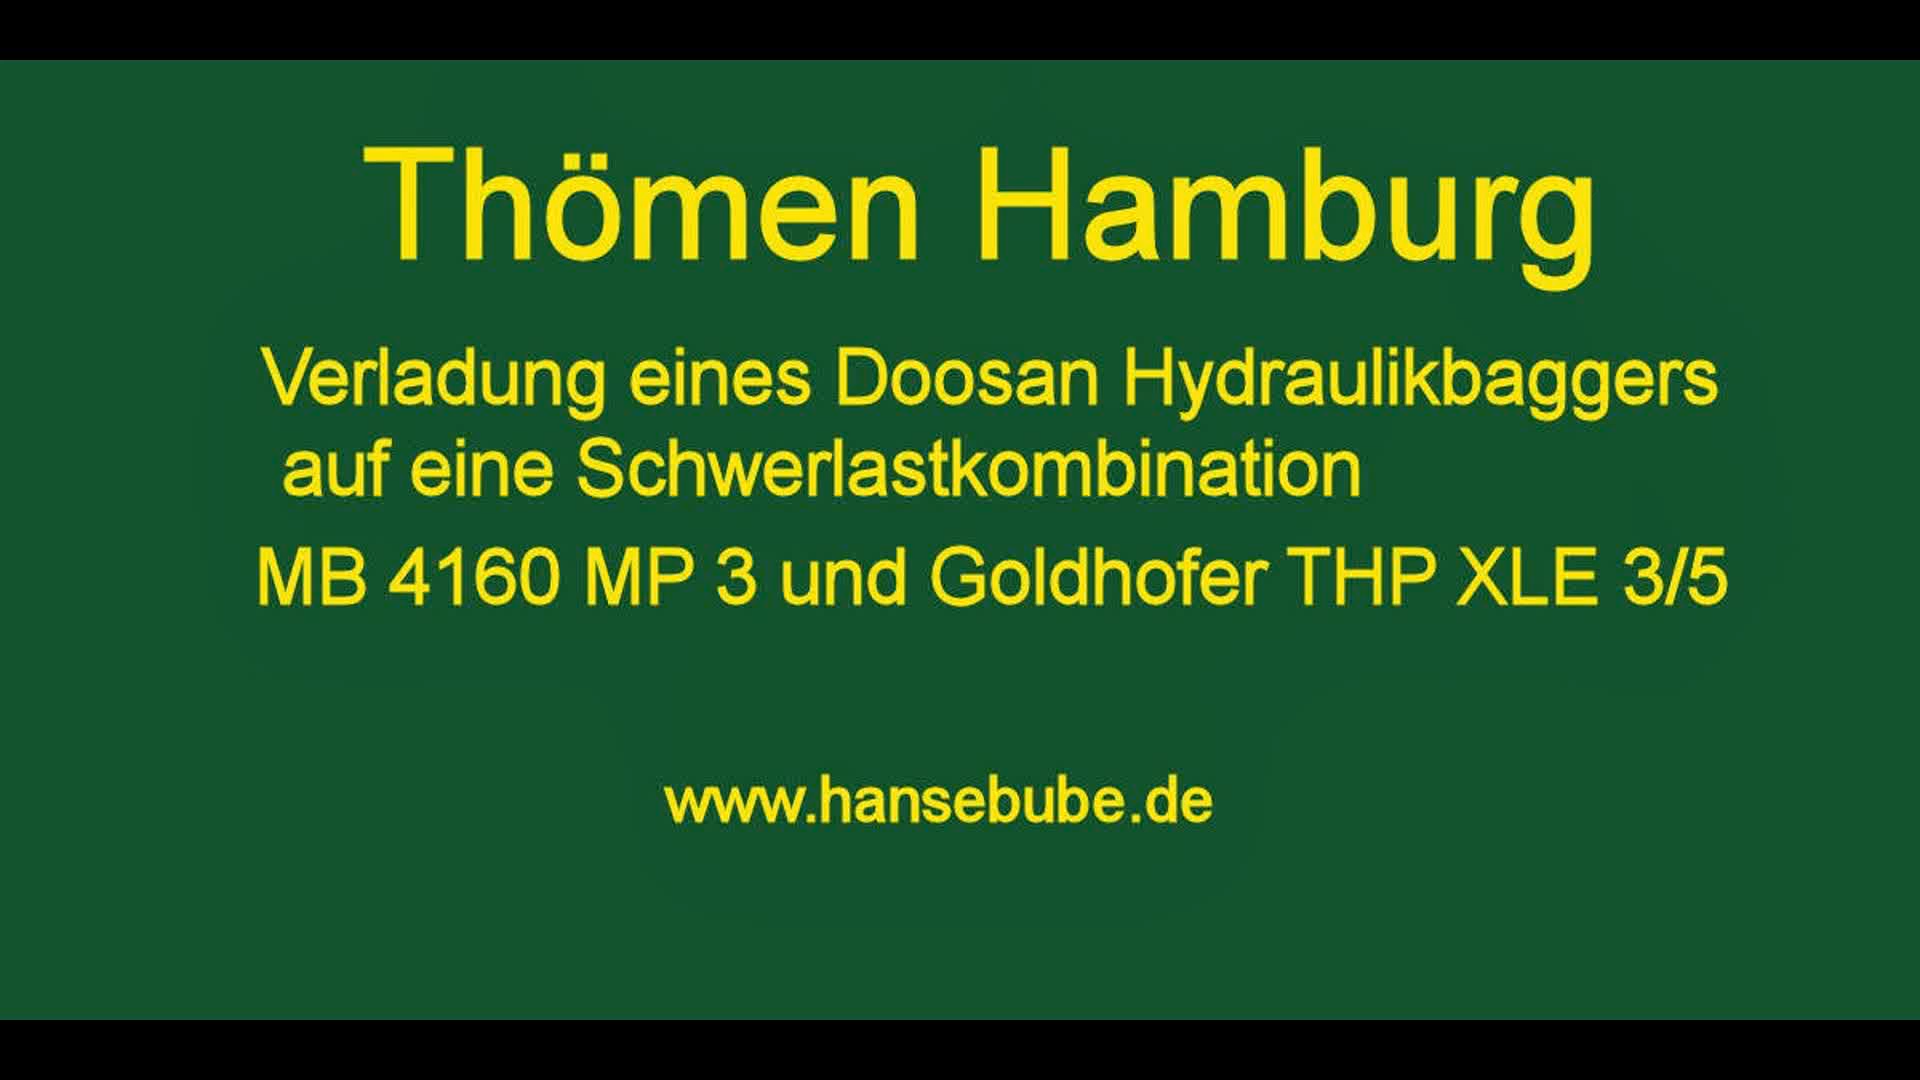 Thömen Hamburg
Verladung eines Doosan Hydraulikbaggers
auf eine Schwerlastkombination
MB 4160 MP 3 und Goldhofer THP XLE 3/5
www.hansebube.de